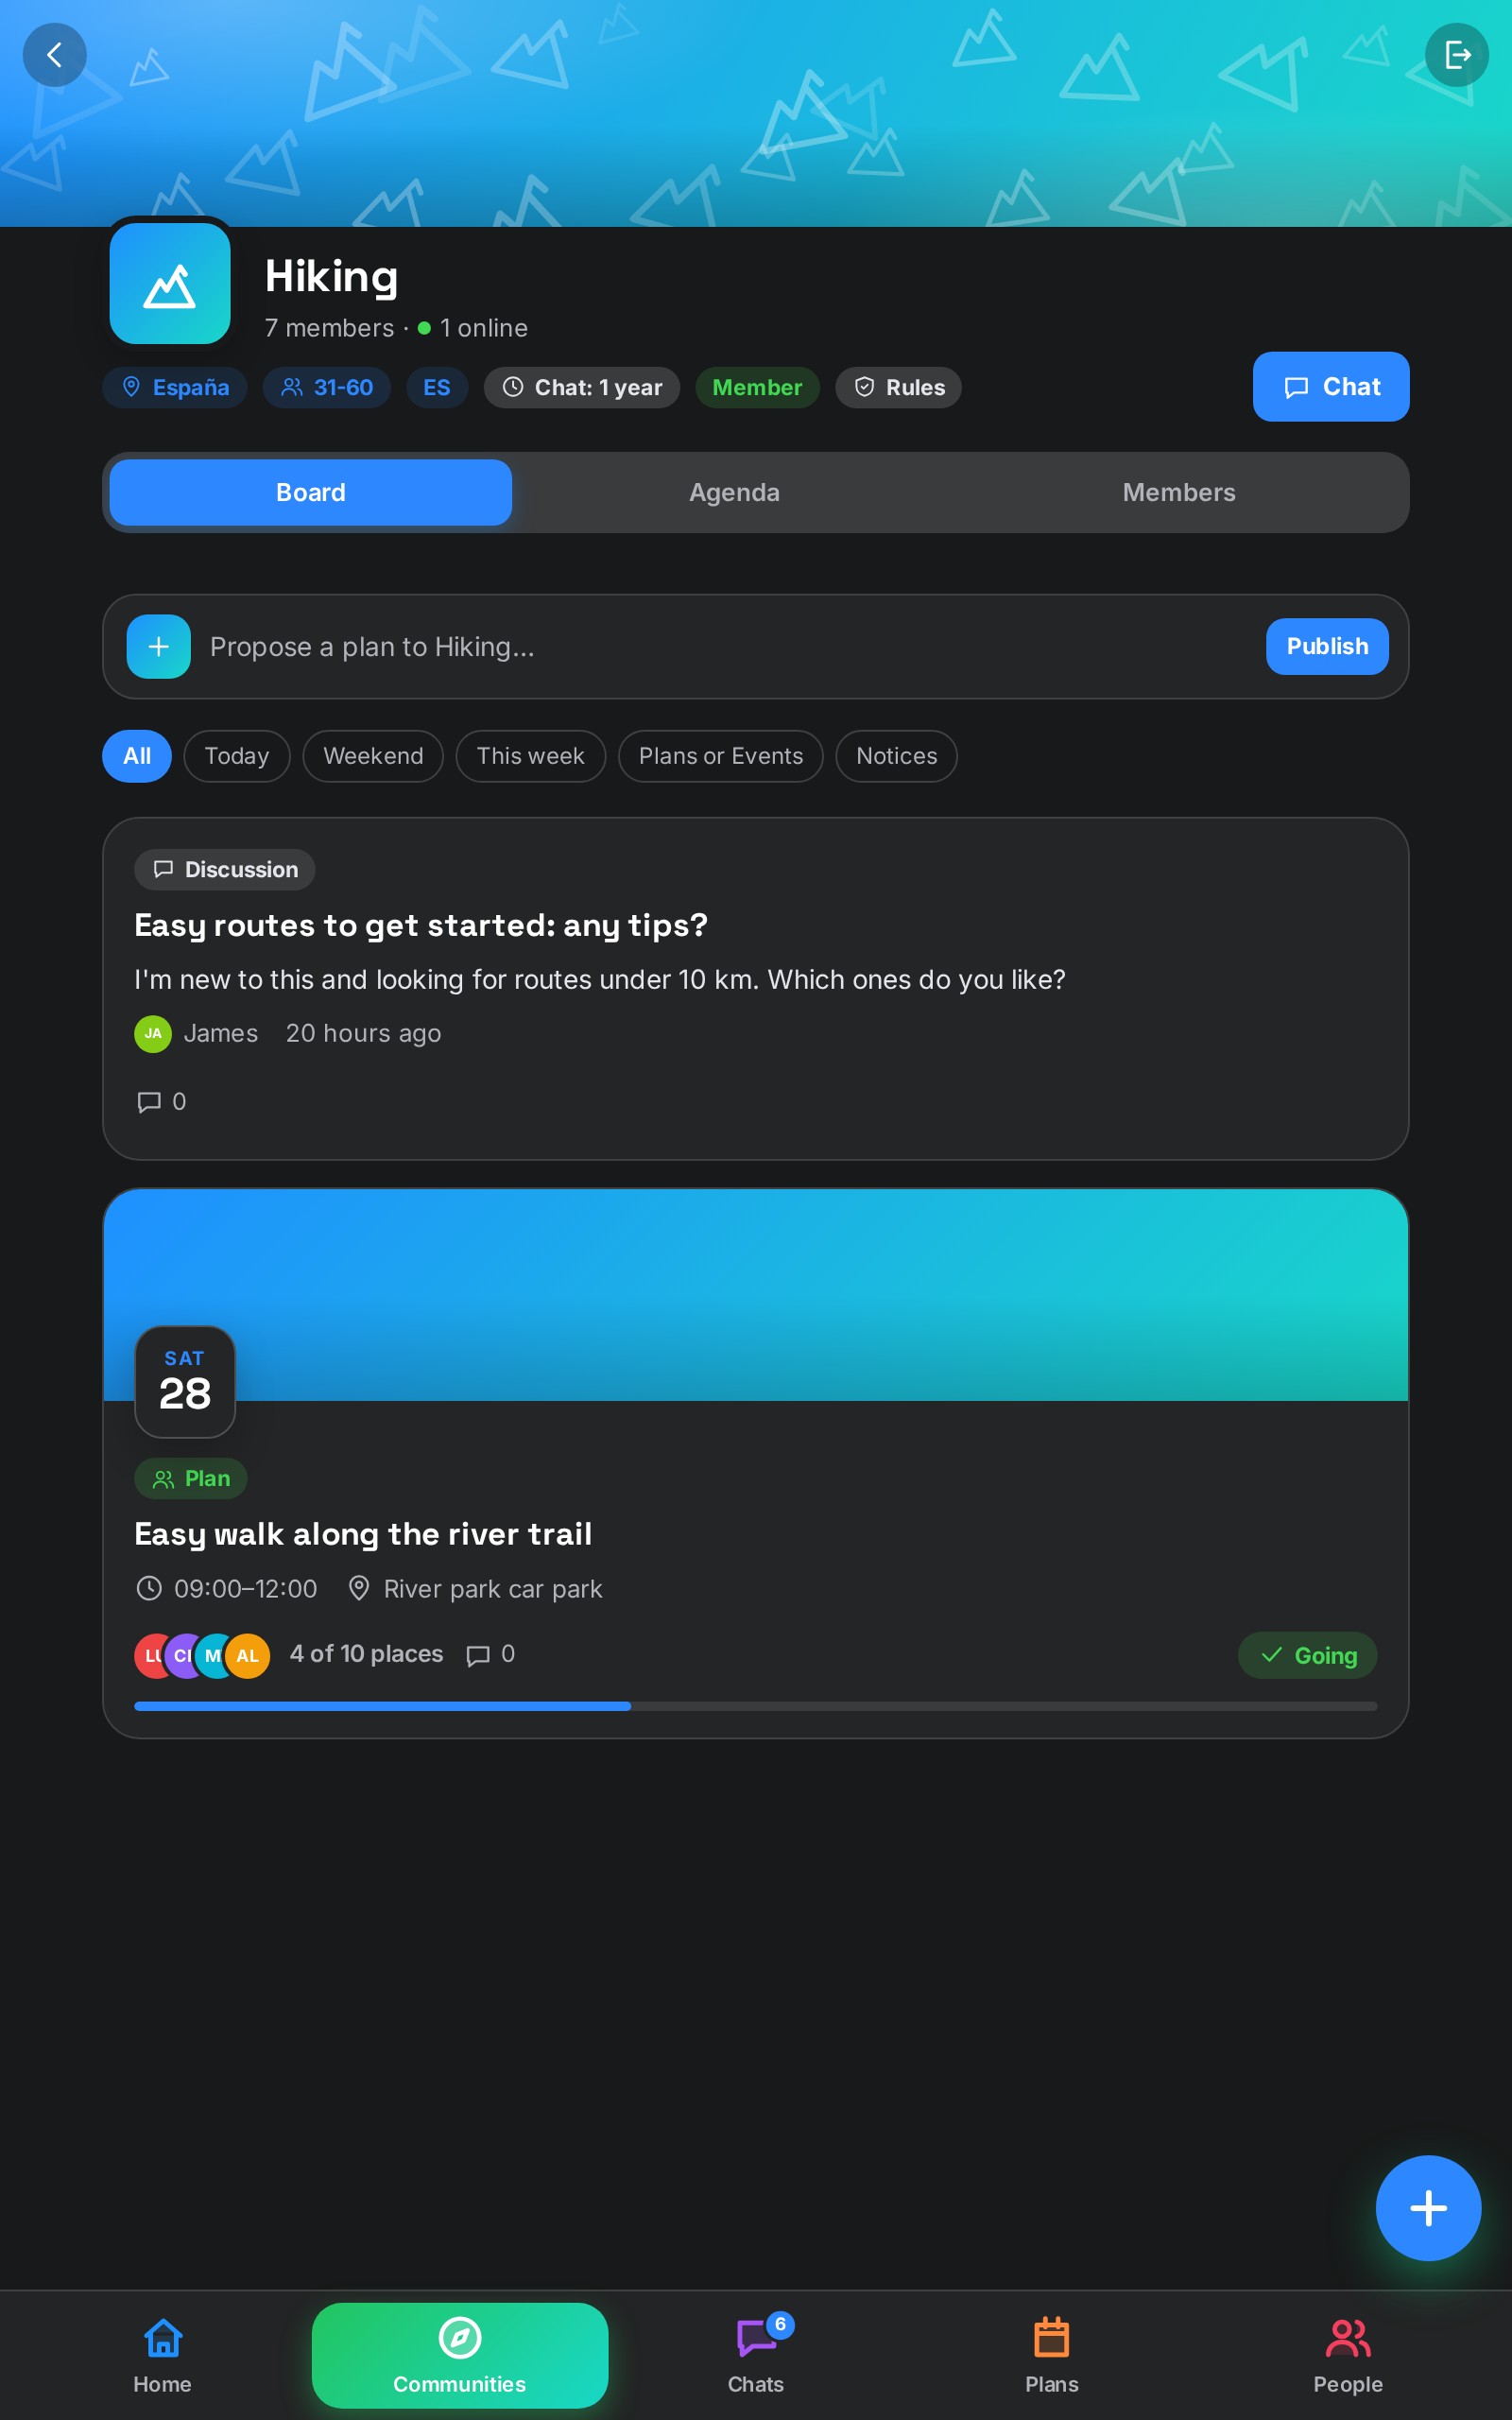 Hiking
7 members · 1 online
España 31-60 ES Chat: 1 year Member Rules
Chat
Board Agenda Members
Propose a plan to Hiking...
Publish
All Today Weekend This week Plans or Events Notices
Discussion
Easy routes to get started: any tips?
I'm new to this and looking for routes under 10 km. Which ones do you like?
JA James 20 hours ago
0
SAT
28
Plan
Easy walk along the river trail
09:00–12:00 River park car park
AL 4 of 10 places 0 Going
6
Home Communities Chats Plans People